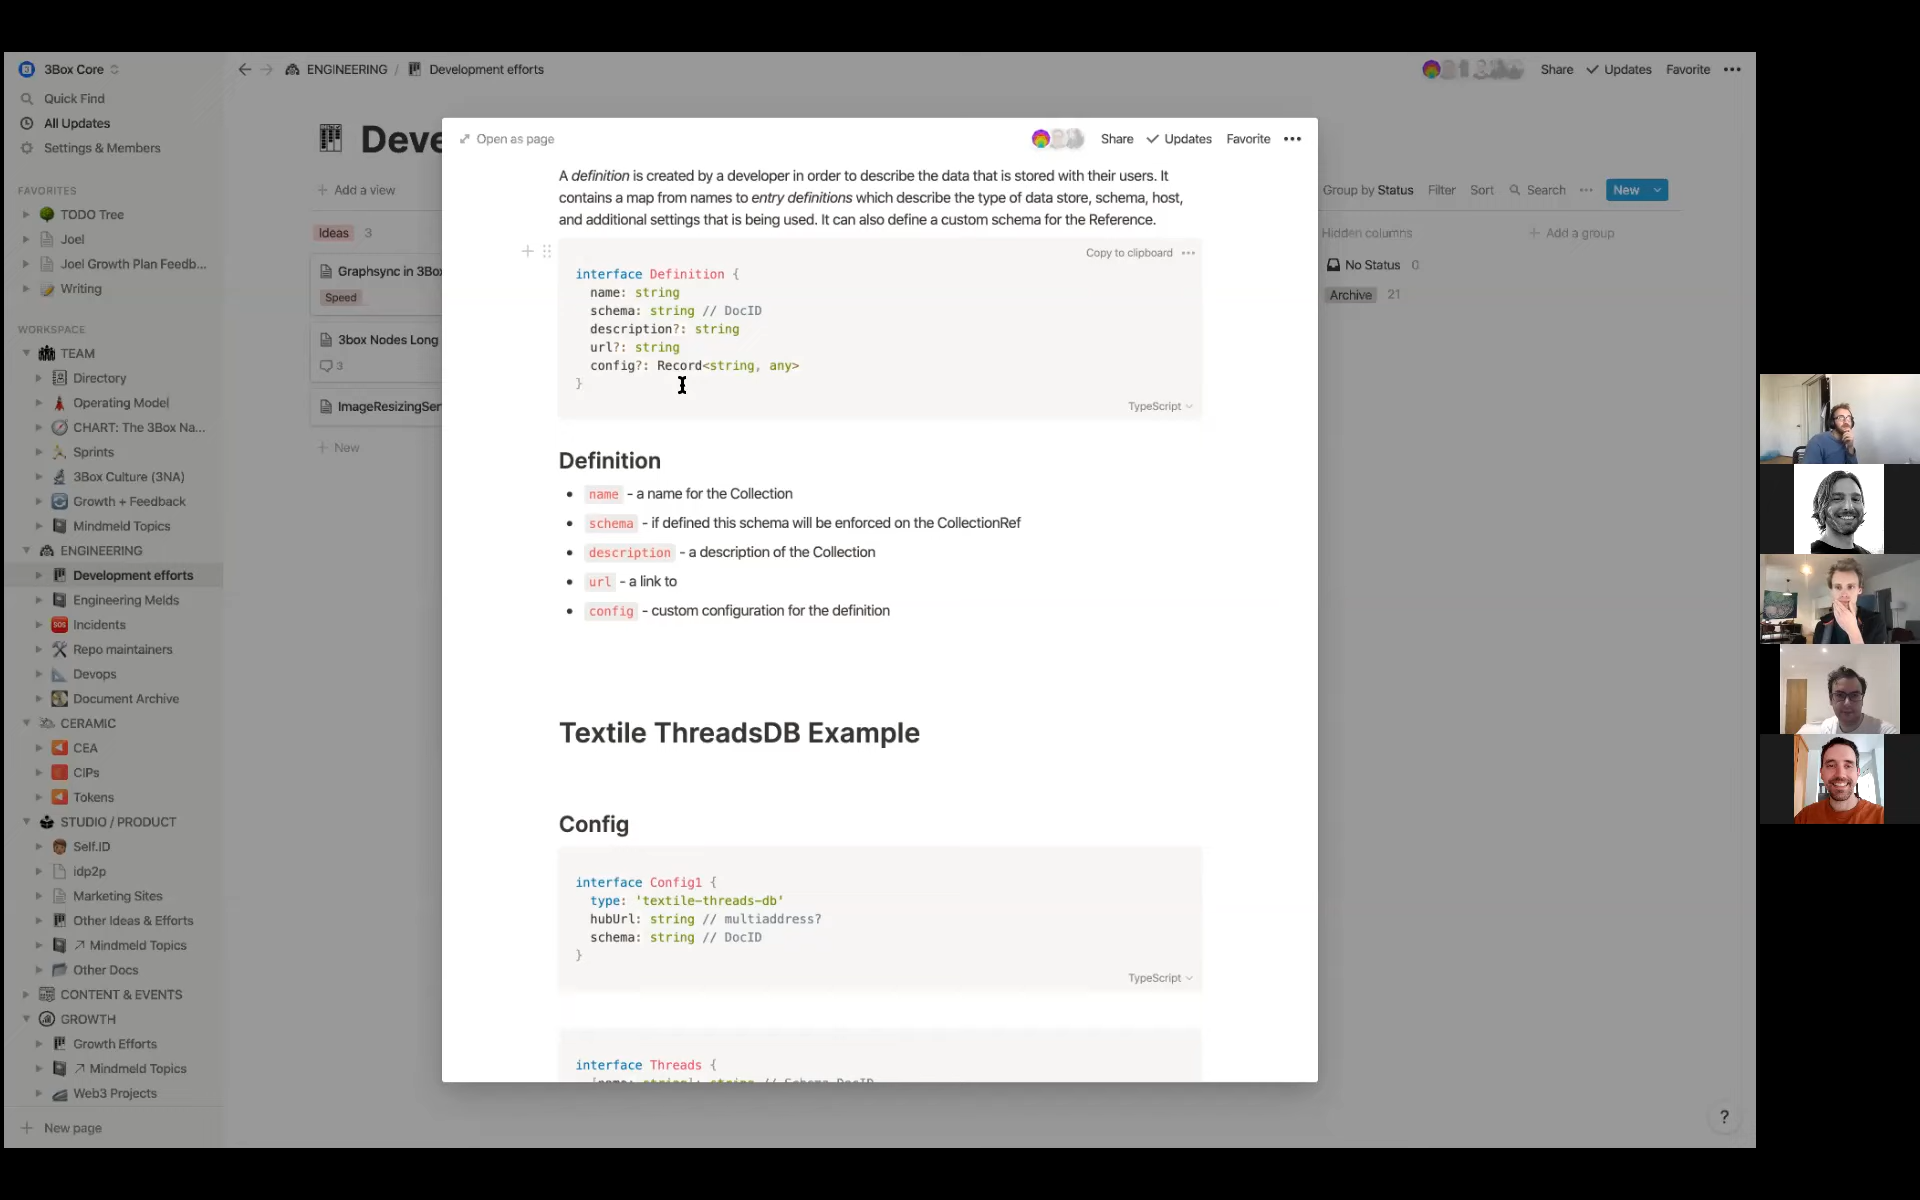 3Box Core
Quick Find
All Updates
Settings & Members
FAVORITES
TODO Tree
Joel
Joel Growth Plan Feedb...
Writing
WORKSPACE
TEAM
Directory
Operating Model
CHART: The 3Box Na...
Sprints
3Box Culture (3NA)
Growth + Feedback
Mindmeld Topics
ENGINEERING
Development efforts
Engineering Melds
Incidents
Repo maintainers
Devops
Document Archive
CERAMIC
CEA
CIPs
Tokens
STUDIO / PRODUCT
Self.ID
idp2p
Marketing Sites
Other Ideas & Efforts
Mindmeld Topics
Other Docs
CONTENT & EVENTS
GROWTH
Growth Efforts
Mindmeld Topics
Web3 Projects
New page
ENGINEERING / Development efforts
Share Updates Favorite
Deve
Add a view
Group by Status Filter Sort Search New
Ideas 3
Graphsync in 3Box
Speed
3box Nodes Long
3
ImageResizingSer
New
Hidden columns
Add a group
No Status 0
Archive 21
Open as page
Share Updates Favorite
A definition is created by a developer in order to describe the data that is stored with their users. It
contains a map from names to entry definitions which describe the type of data store, schema, host,
and additional settings that is being used. It can also define a custom schema for the Reference.
Copy to clipboard
interface Definition {
name: string
schema: string // DocID
description?: string
url?: string
config?: Record<string, any>
}
TypeScript
Definition
name - a name for the Collection
schema - if defined this schema will be enforced on the CollectionRef
description - a description of the Collection
url - a link to
config - custom configuration for the definition
Textile ThreadsDB Example
Config
interface Config1 {
type: 'textile-threads-db'
hubUrl: string // multiaddress?
schema: string // DocID
}
TypeScript
interface Threads {
[name: string]: string // Schema DocID
?